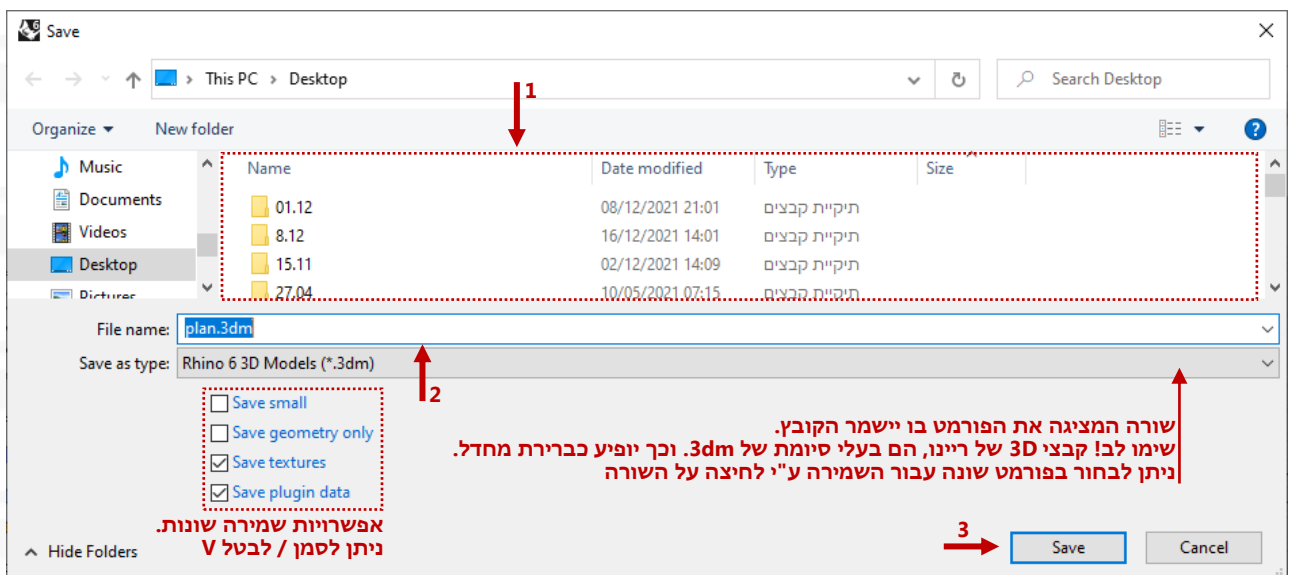 Save
This PC > Desktop
Search Desktop
1
Organize
New folder
Music
Documents
Videos
Desktop
Pictures
Name Date modified Type Size
01.12 08/12/2021 21:01 תיקיית קבצים
8.12 16/12/2021 14:01 תיקיית קבצים
15.11 02/12/2021 14:09 תיקיית קבצים
27.04 10/05/2021 07:15 תיקיית קבצים
File name: plan.3dm
Save as type: Rhino 6 3D Models (*.3dm)
2
Save small
Save geometry only
Save textures
Save plugin data
אפשרויות שמירה שונות.
ניתן לסמן / לבטל V
שורה המציגה את הפורמט בו יישמר הקובץ.
שימו לב! קבצי 3D של ריינו, הם בעלי סיומת של 3dm. וכך יופיע כברירת מחדל.
ניתן לבחור בפורמט שונה עבור השמירה ע"י לחיצה על השורה
3
Hide Folders
Save
Cancel